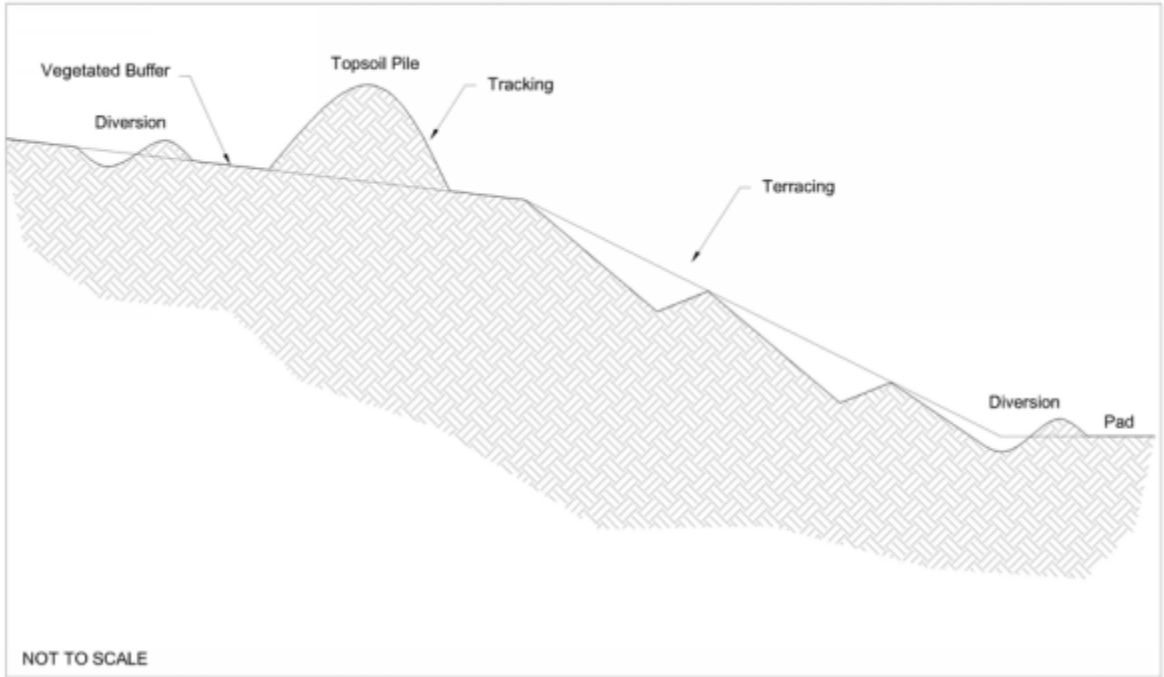 Topsoil Pile
Vegetated Buffer
Tracking
Diversion
Terracing
Diversion
Pad
NOT TO SCALE